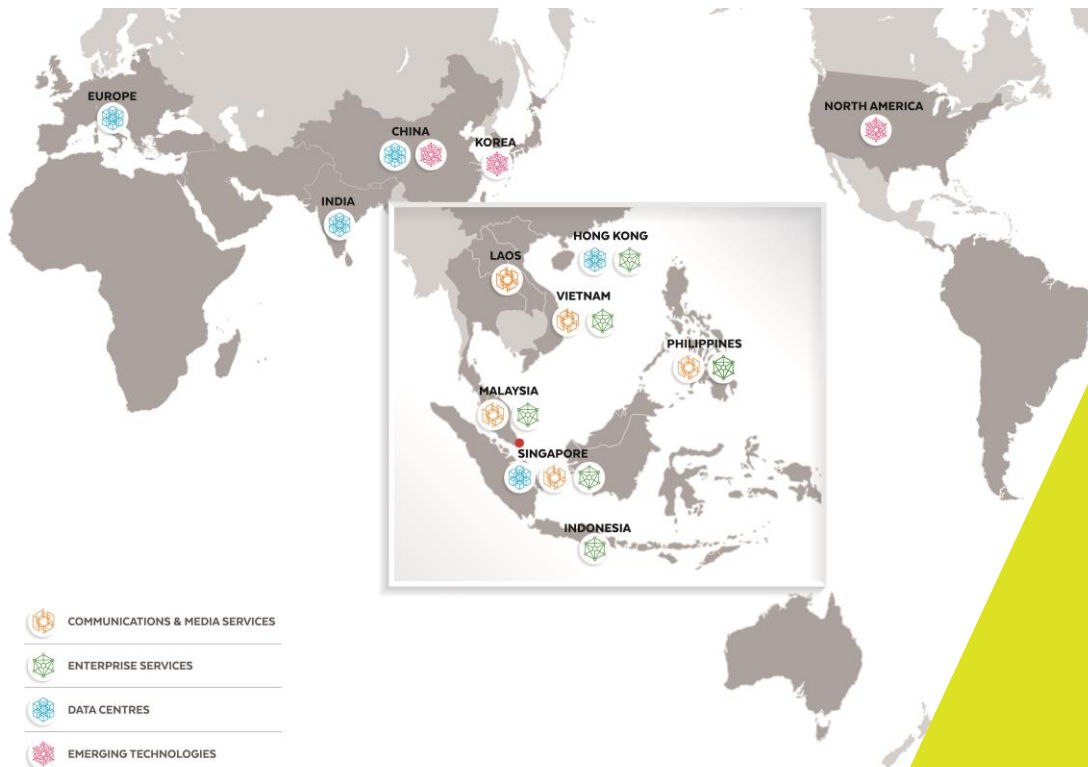 EUROPE
CHINA
KOREA
NORTH AMERICA
INDIA
HONG KONG
LAOS
VIETNAM
PHILIPPINES
MALAYSIA
SINGAPORE
INDONESIA
COMMUNICATIONS & MEDIA SERVICES
ENTERPRISE SERVICES
DATA CENTRES
EMERGING TECHNOLOGIES